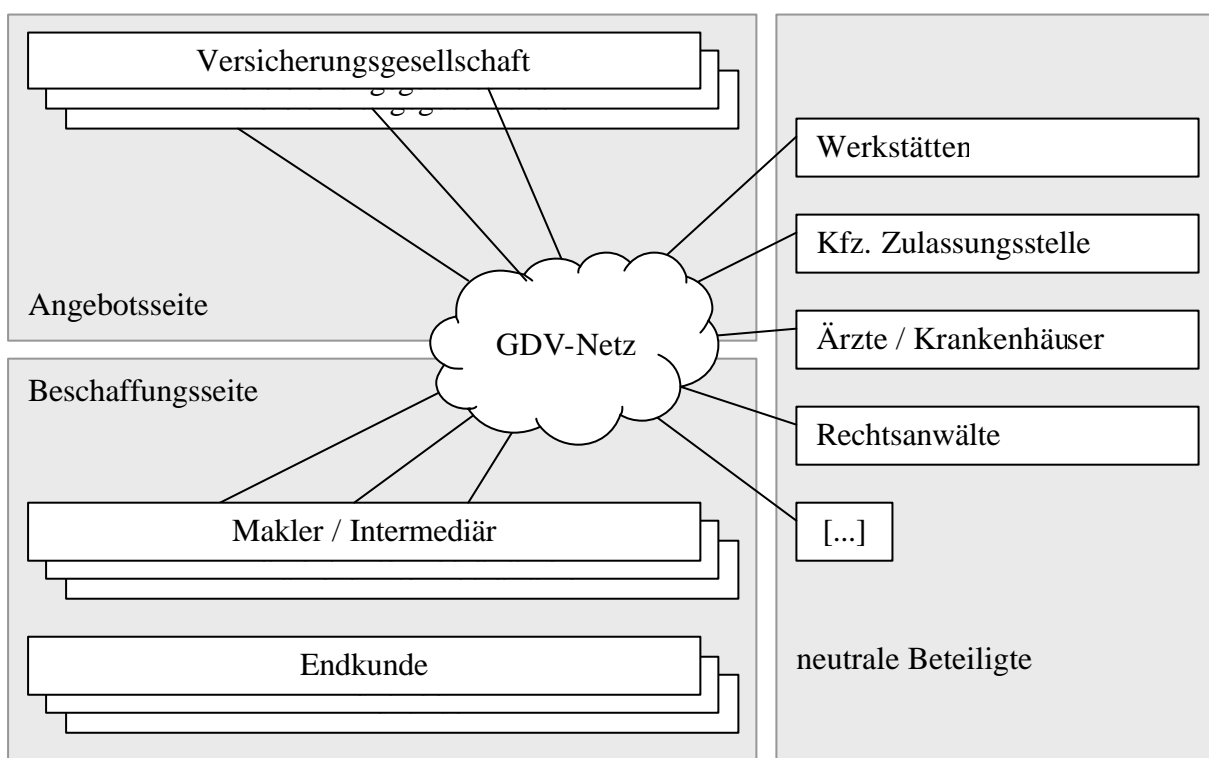 Versicherungsgesellschaft
Angebotsseite
GDV-Netz
Beschaffungsseite
Makler / Intermediär
Endkunde
Werkstätten
Kfz. Zulassungsstelle
Ärzte / Krankenhäuser
Rechtsanwälte
[...]
neutrale Beteiligte